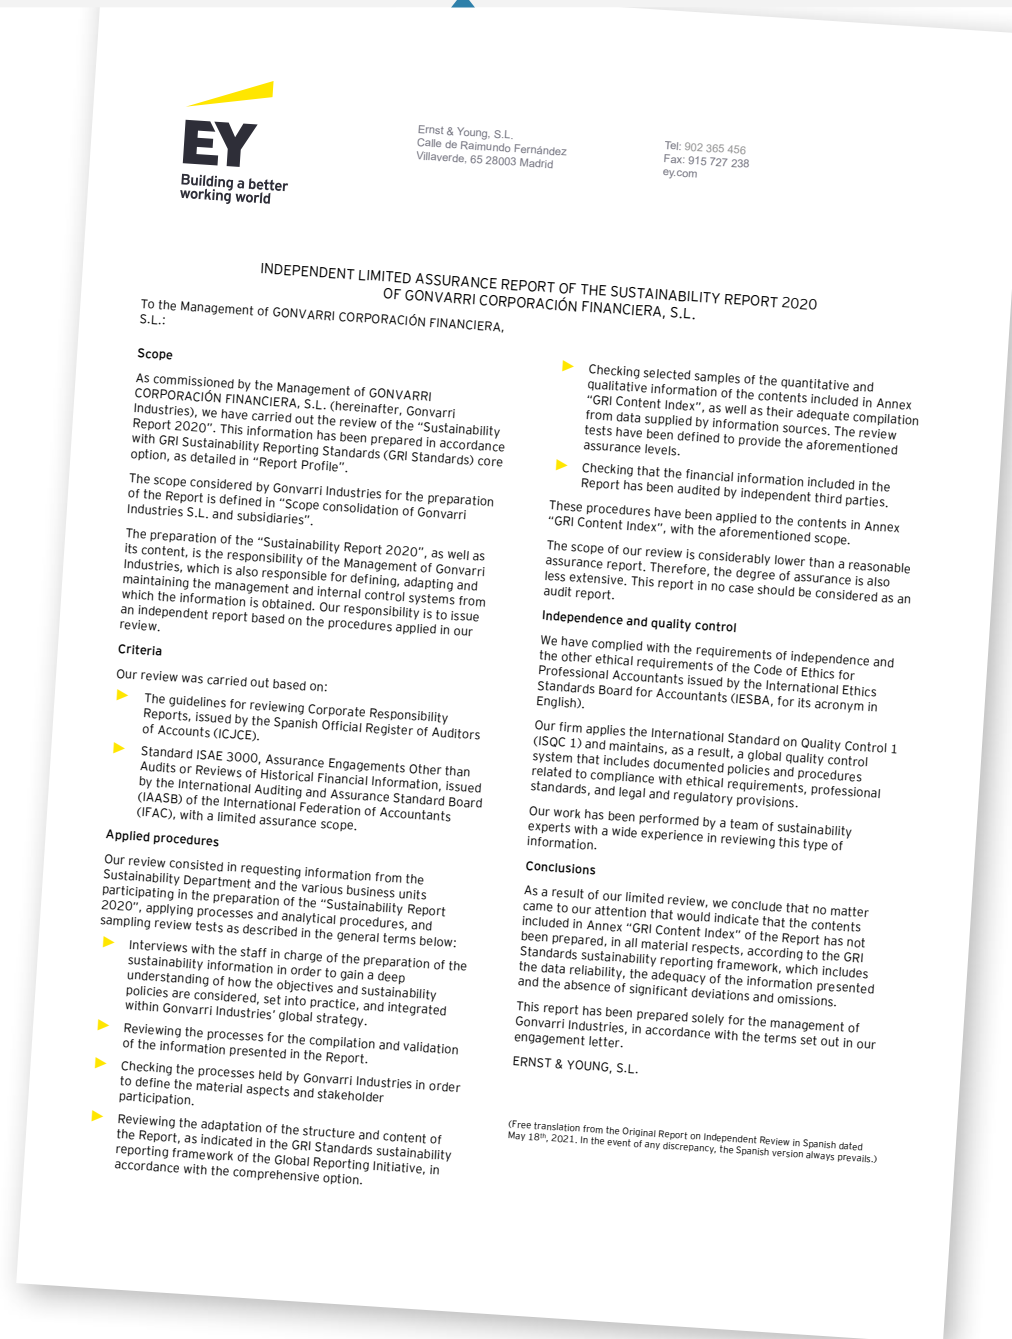 EY
Building a better
working world
Ernst & Young, S.L.
Calle de Raimundo Fernández
Villaverde, 65 28003 Madrid
Tel: 902 365 456
Fax: 915 727 238
ey.com
INDEPENDENT LIMITED ASSURANCE REPORT OF THE SUSTAINABILITY REPORT 2020
OF GONVARRI CORPORACIÓN FINANCIERA, S.L.
To the Management of GONVARRI CORPORACIÓN FINANCIERA,
S.L.:
Scope
As commissioned by the Management of GONVARRI
CORPORACIÓN FINANCIERA, S.L. (hereinafter, Gonvarri
Industries), we have carried out the review of the “Sustainability
Report 2020”. This information has been prepared in accordance
with GRI Sustainability Reporting Standards (GRI Standards) core
option, as detailed in “Report Profile”.
The scope considered by Gonvarri Industries for the preparation
of the Report is defined in “Scope consolidation of Gonvarri
Industries S.L. and subsidiaries”.
The preparation of the “Sustainability Report 2020”, as well as
its content, is the responsibility of the Management of Gonvarri
Industries, which is also responsible for defining, adapting and
maintaining the management and internal control systems from
which the information is obtained. Our responsibility is to issue
an independent report based on the procedures applied in our
review.
Criteria
Our review was carried out based on:
The guidelines for reviewing Corporate Responsibility
Reports, issued by the Spanish Official Register of Auditors
of Accounts (ICJCE).
Standard ISAE 3000, Assurance Engagements Other than
Audits or Reviews of Historical Financial Information, issued
by the International Auditing and Assurance Standard Board
(IAASB) of the International Federation of Accountants
(IFAC), with a limited assurance scope.
Applied procedures
Our review consisted in requesting information from the
Sustainability Department and the various business units
participating in the preparation of the “Sustainability Report
2020”, applying processes and analytical procedures, and
sampling review tests as described in the general terms below:
Interviews with the staff in charge of the preparation of the
sustainability information in order to gain a deep
understanding of how the objectives and sustainability
policies are considered, set into practice, and integrated
within Gonvarri Industries’ global strategy.
Reviewing the processes for the compilation and validation
of the information presented in the Report.
Checking the processes held by Gonvarri Industries in order
to define the material aspects and stakeholder
participation.
Reviewing the adaptation of the structure and content of
the Report, as indicated in the GRI Standards sustainability
reporting framework of the Global Reporting Initiative, in
accordance with the comprehensive option.
Checking selected samples of the quantitative and
qualitative information of the contents included in Annex
“GRI Content Index”, as well as their adequate compilation
from data supplied by information sources. The review
tests have been defined to provide the aforementioned
assurance levels.
Checking that the financial information included in the
Report has been audited by independent third parties.
These procedures have been applied to the contents in Annex
“GRI Content Index”, with the aforementioned scope.
The scope of our review is considerably lower than a reasonable
assurance report. Therefore, the degree of assurance is also
less extensive. This report in no case should be considered as an
audit report.
Independence and quality control
We have complied with the requirements of independence and
the other ethical requirements of the Code of Ethics for
Professional Accountants issued by the International Ethics
Standards Board for Accountants (IESBA, for its acronym in
English).
Our firm applies the International Standard on Quality Control 1
(ISQC 1) and maintains, as a result, a global quality control
system that includes documented policies and procedures
related to compliance with ethical requirements, professional
standards, and legal and regulatory provisions.
Our work has been performed by a team of sustainability
experts with a wide experience in reviewing this type of
information.
Conclusions
As a result of our limited review, we conclude that no matter
came to our attention that would indicate that the contents
included in Annex “GRI Content Index” of the Report has not
been prepared, in all material respects, according to the GRI
Standards sustainability reporting framework, which includes
the data reliability, the adequacy of the information presented
and the absence of significant deviations and omissions.
This report has been prepared solely for the management of
Gonvarri Industries, in accordance with the terms set out in our
engagement letter.
ERNST & YOUNG, S.L.
(Free translation from the Original Report on Independent Review in Spanish dated
May 18th, 2021. In the event of any discrepancy, the Spanish version always prevails.)